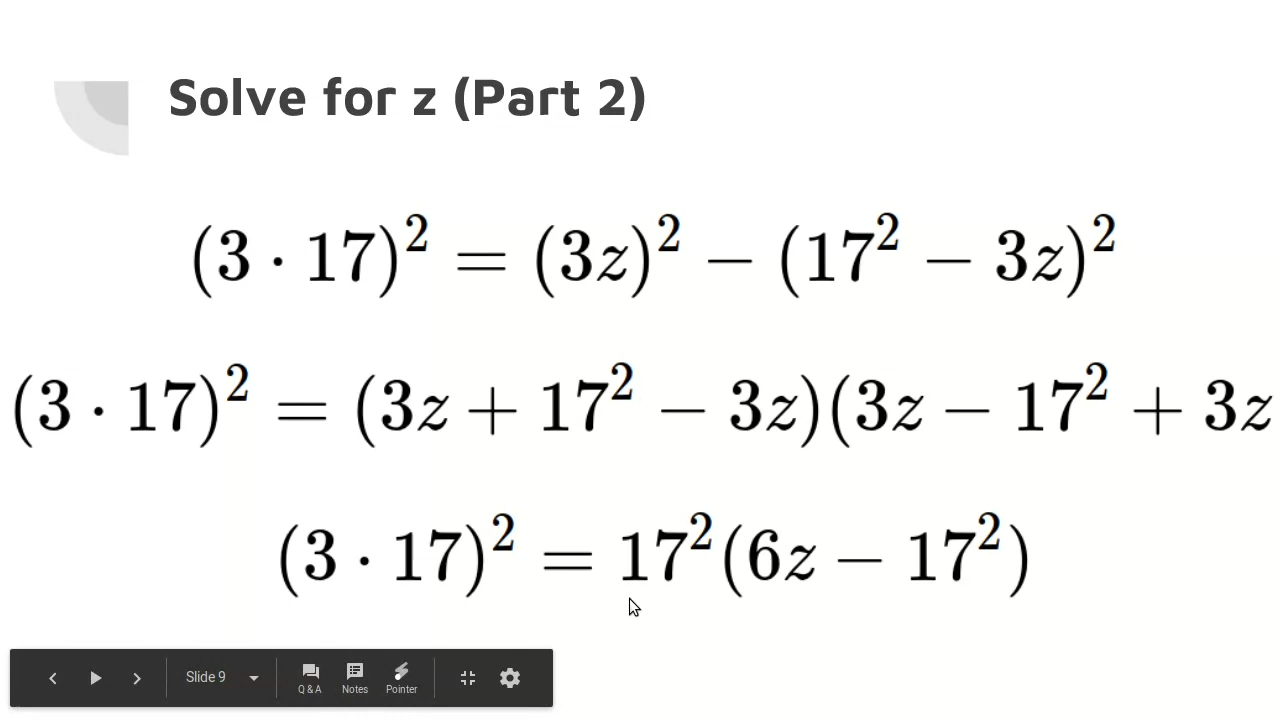 Solve for z (Part 2)
(3 · 17)² = (3z)² − (17² − 3z)²
(3 · 17)² = (3z + 17² − 3z)(3z − 17² + 3z
(3 · 17)² = 17²(6z − 17²)
Slide 9
Q & A
Notes
Pointer